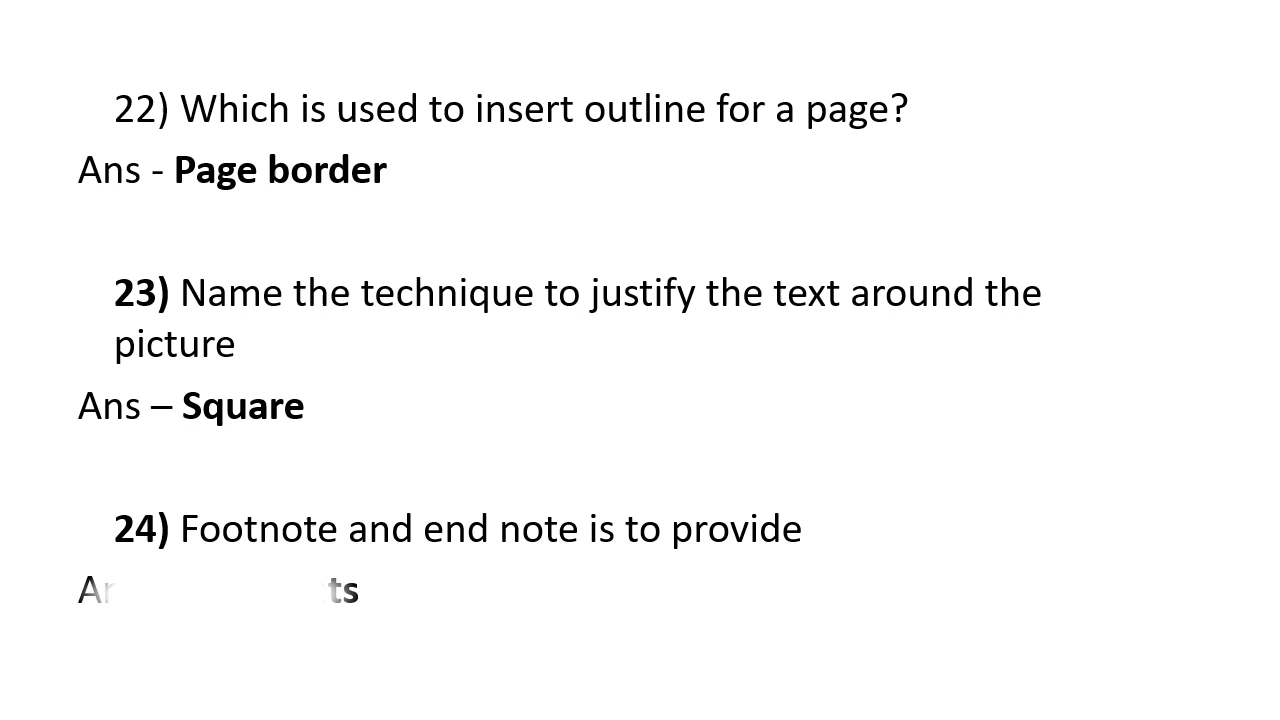 22) Which is used to insert outline for a page?
Ans - Page border
23) Name the technique to justify the text around the
picture
Ans – Square
24) Footnote and end note is to provide